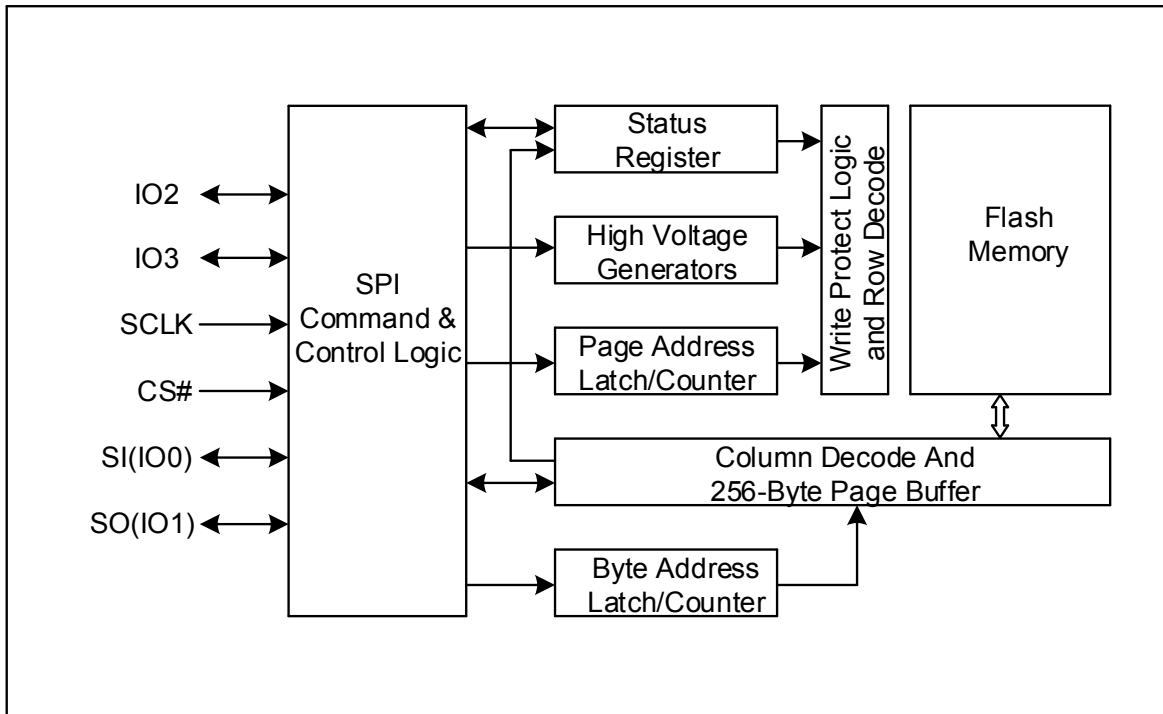 IO2
IO3
SCLK
CS#
SI(IO0)
SO(IO1)
SPI
Command &
Control Logic
Status
Register
High Voltage
Generators
Page Address
Latch/Counter
Write Protect Logic
and Row Decode
Flash
Memory
Column Decode And
256-Byte Page Buffer
Byte Address
Latch/Counter